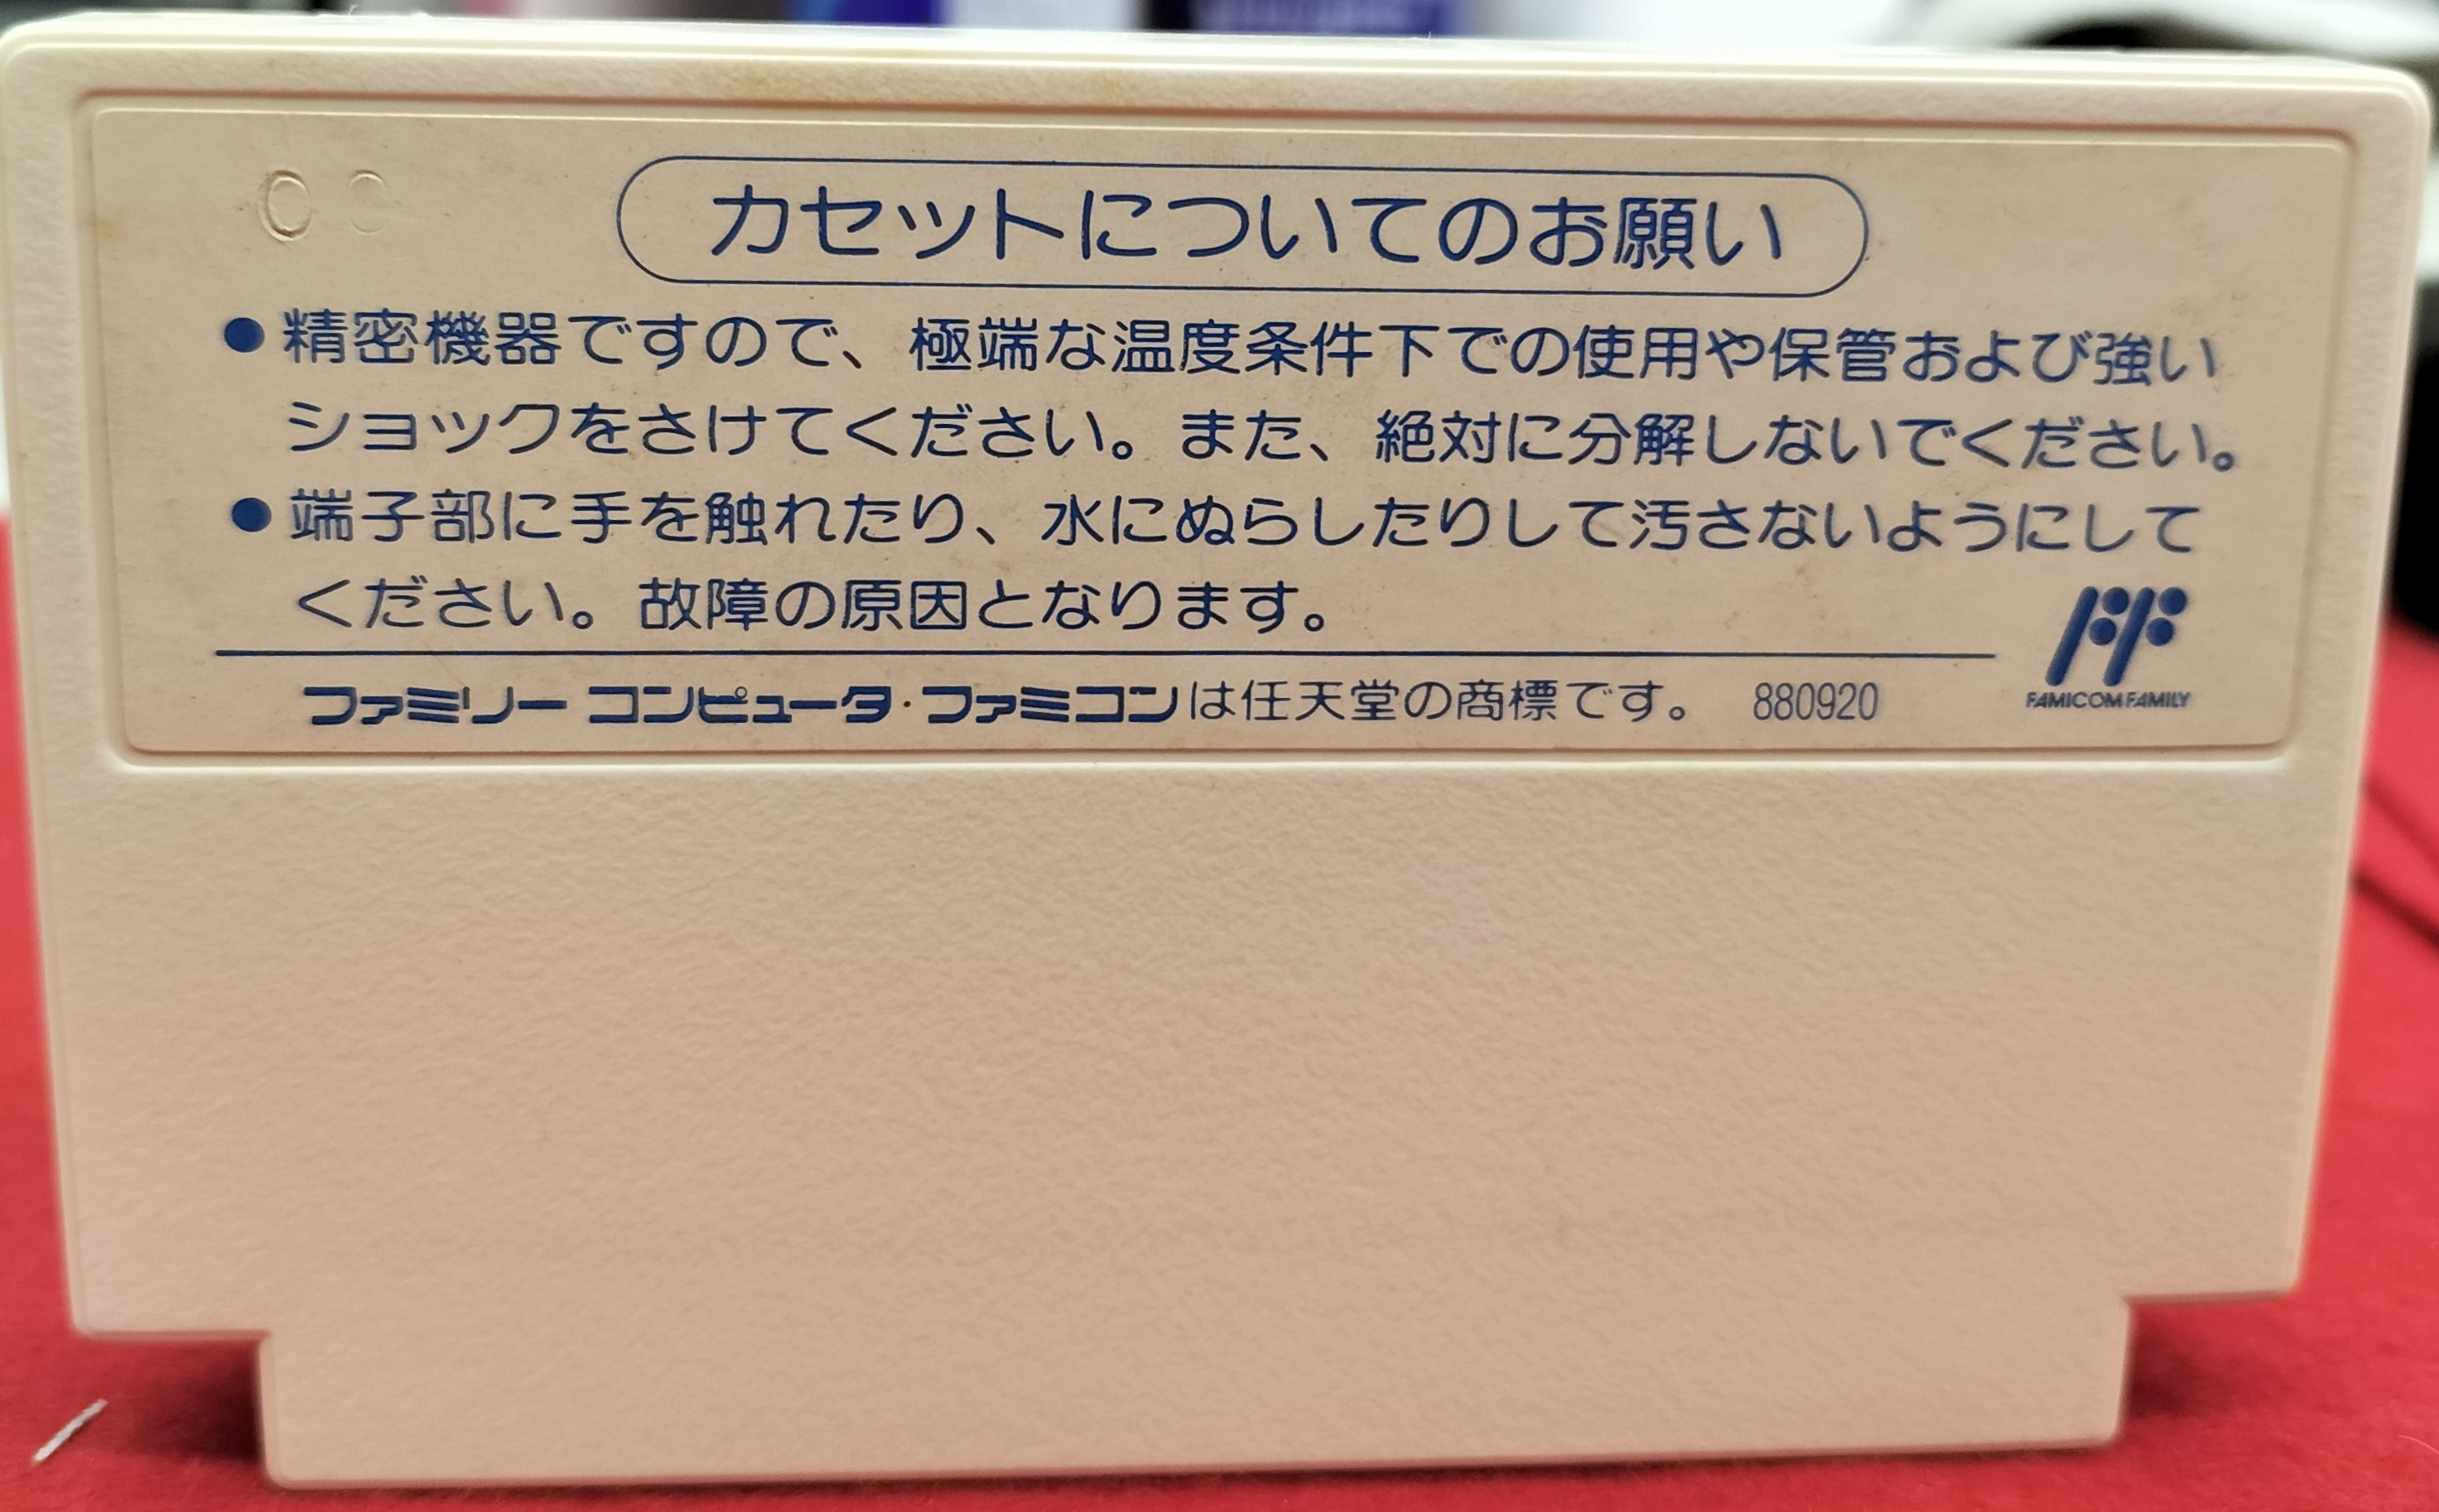 カセットについてのお願い
●精密機器ですので、極端な温度条件下での使用や保管および強い
ショックをさけてください。また、絶対に分解しないでください。
●端子部に手を触れたり、水にぬらしたりして汚さないようにして
ください。故障の原因となります。
ファミリー コンピュータ・ファミコンは任天堂の商標です。 880920
FAMICOM FAMILY